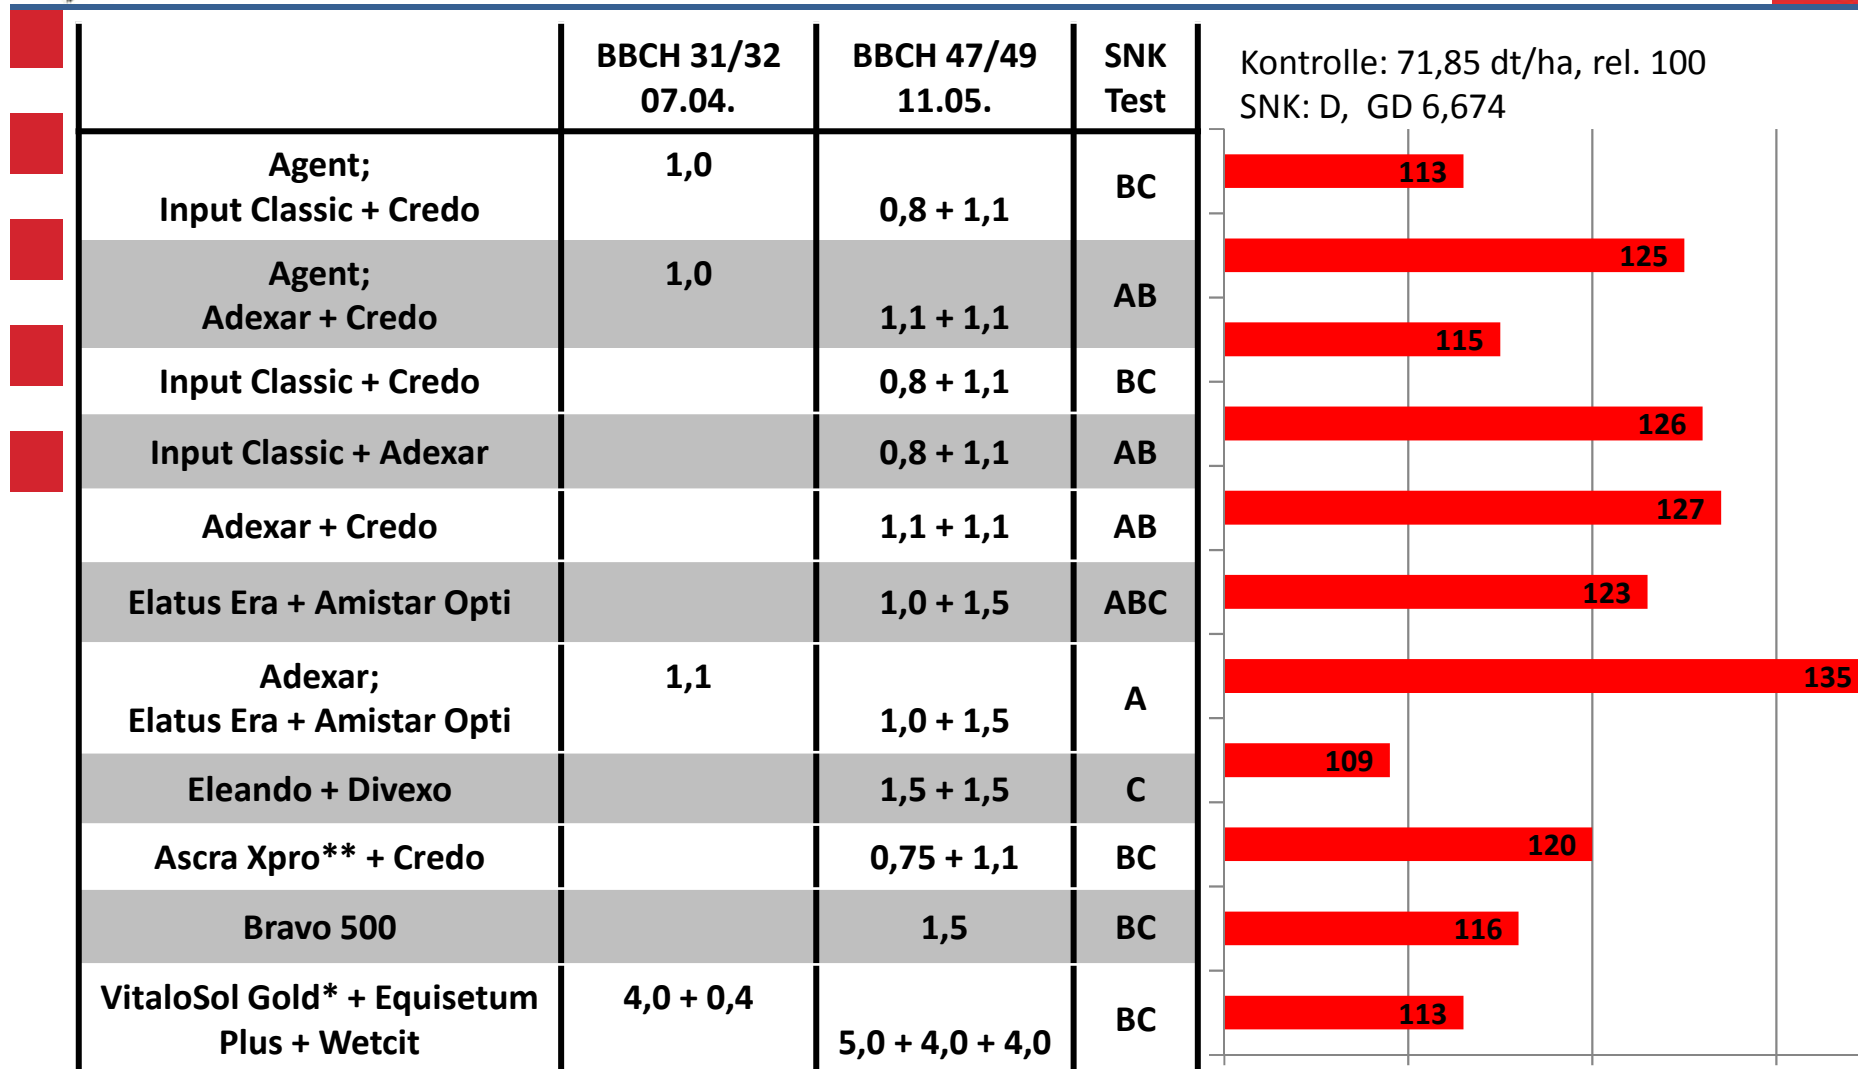 BBCH 31/32 BBCH 47/49 SNK
07.04. 11.05. Test
Kontrolle: 71,85 dt/ha, rel. 100
SNK: D, GD 6,674
Agent; 1,0
Input Classic + Credo 0,8 + 1,1 BC 113
Agent; 1,0
Adexar + Credo 1,1 + 1,1 AB 125
Input Classic + Credo 0,8 + 1,1 BC 115
Input Classic + Adexar 0,8 + 1,1 AB 126
Adexar + Credo 1,1 + 1,1 AB 127
Elatus Era + Amistar Opti 1,0 + 1,5 ABC 123
Adexar; 1,1
Elatus Era + Amistar Opti 1,0 + 1,5 A 135
Eleando + Divexo 1,5 + 1,5 C 109
Ascra Xpro** + Credo 0,75 + 1,1 BC 120
Bravo 500 1,5 BC 116
VitaloSol Gold* + Equisetum 4,0 + 0,4
Plus + Wetcit 5,0 + 4,0 + 4,0 BC 113